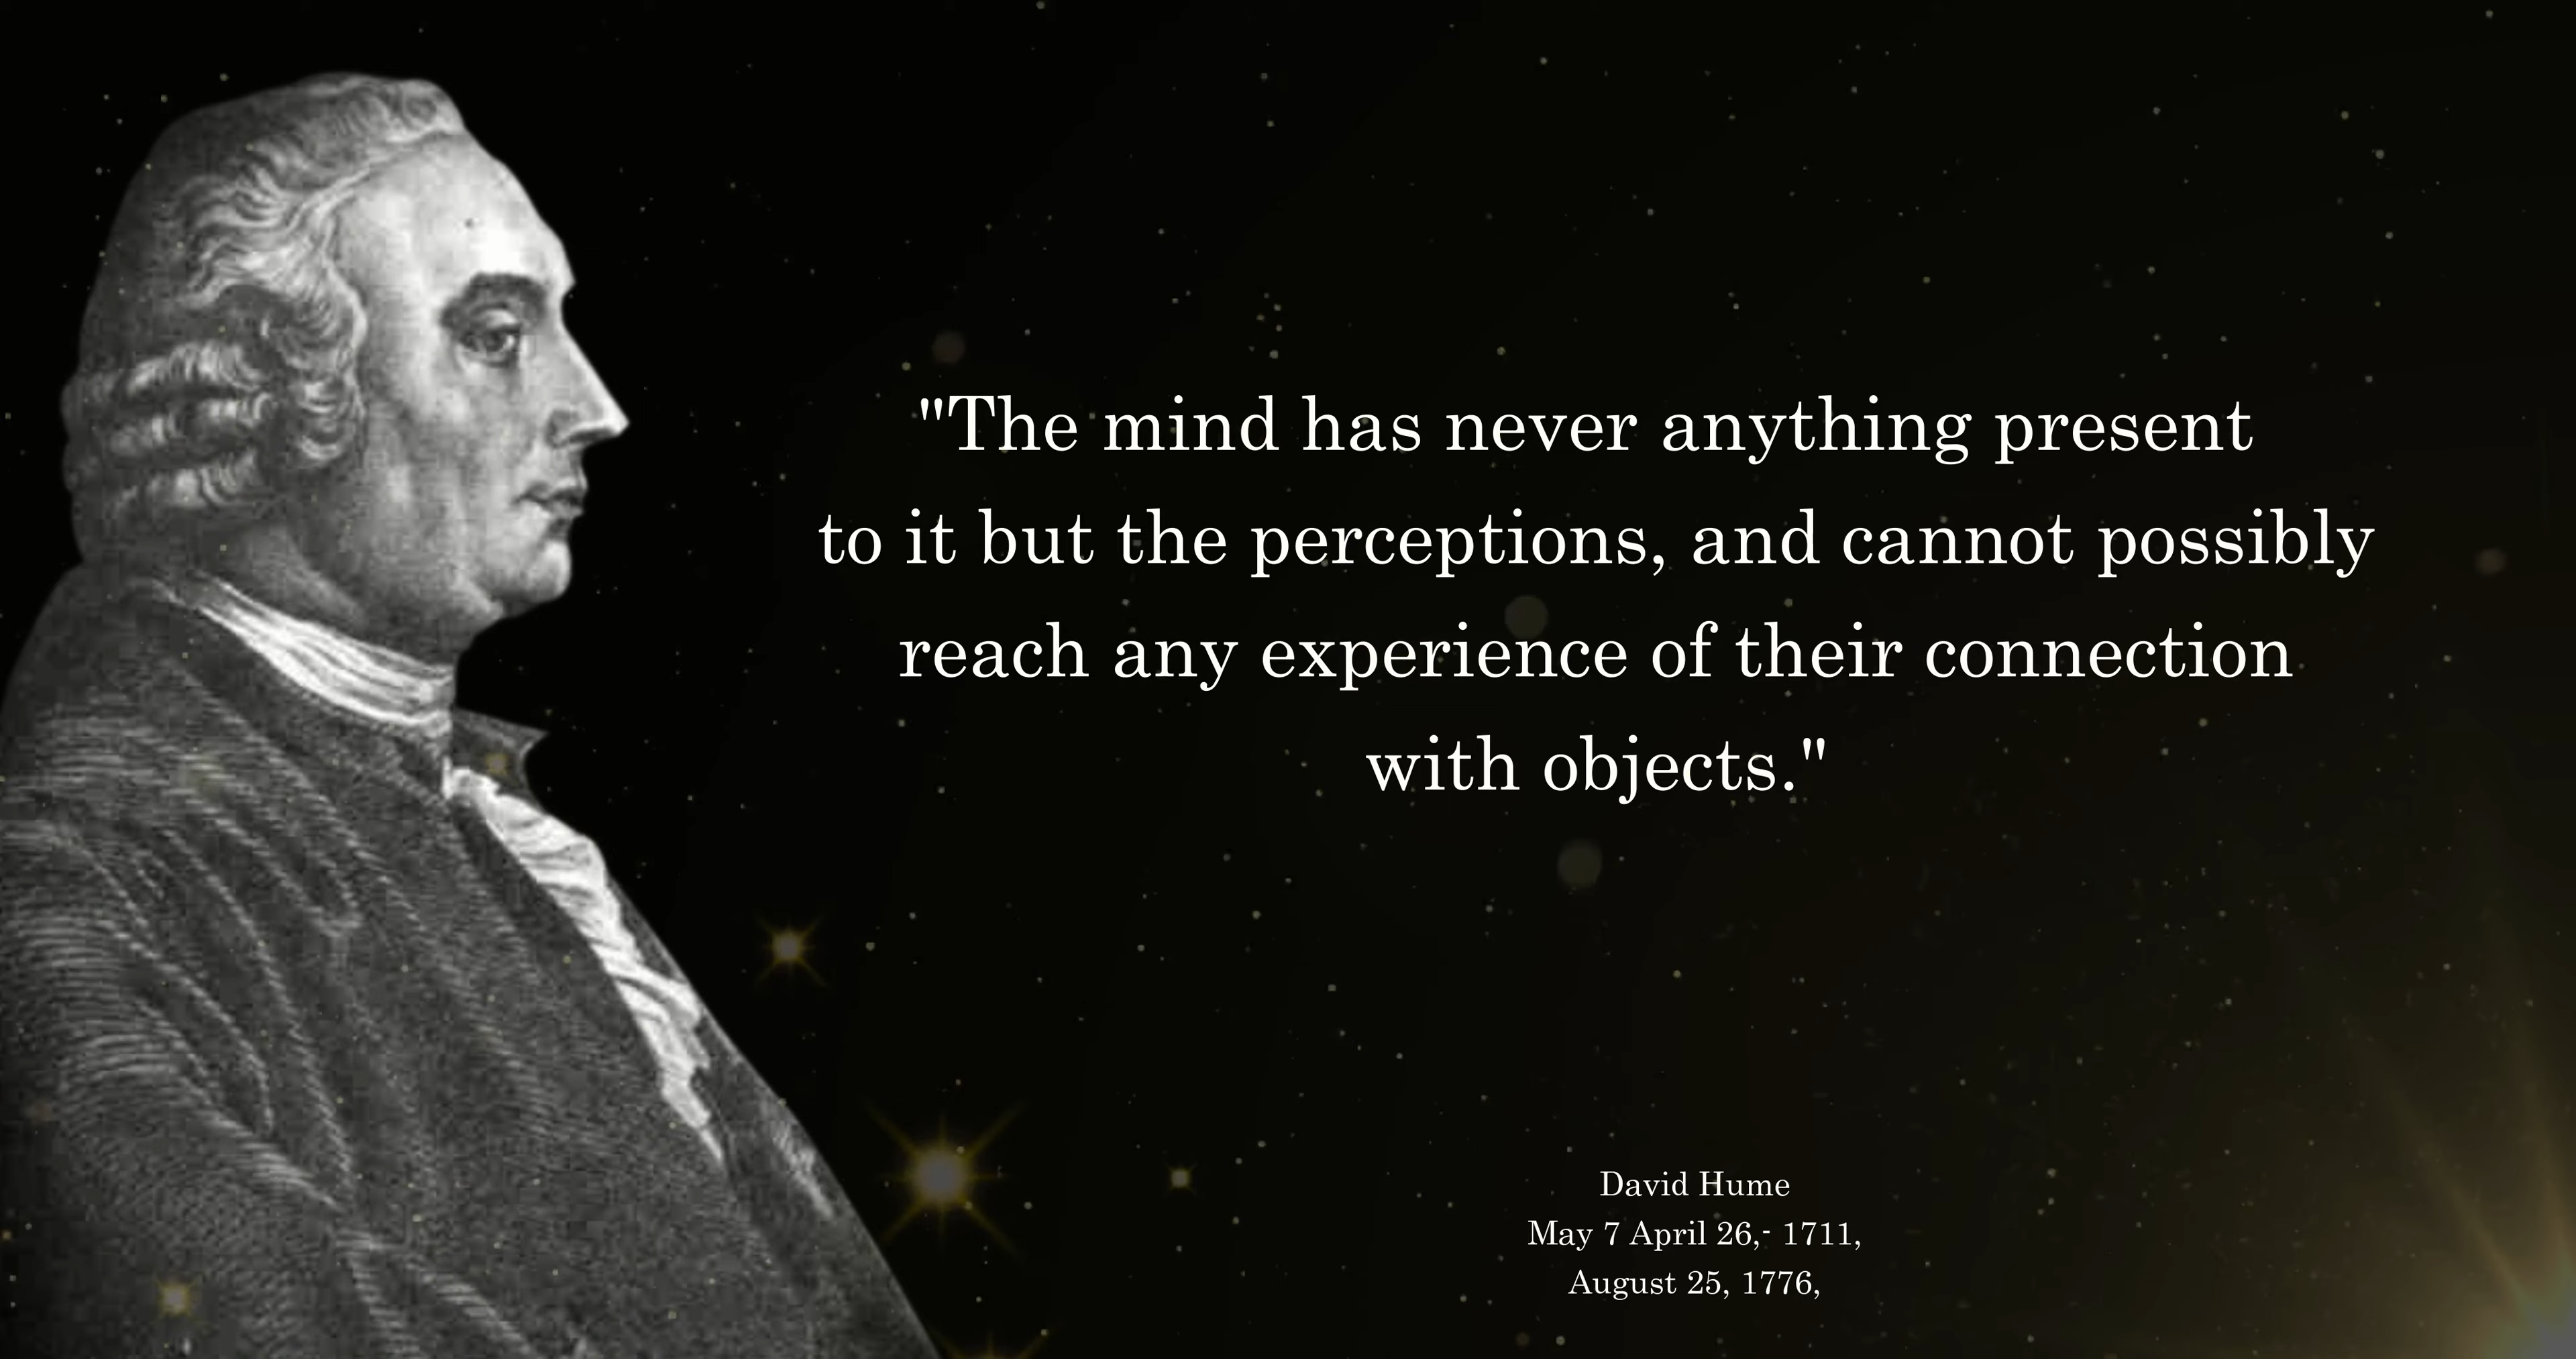 "The mind has never anything present
to it but the perceptions, and cannot possibly
reach any experience of their connection
with objects."
David Hume
May 7 April 26,- 1711,
August 25, 1776,